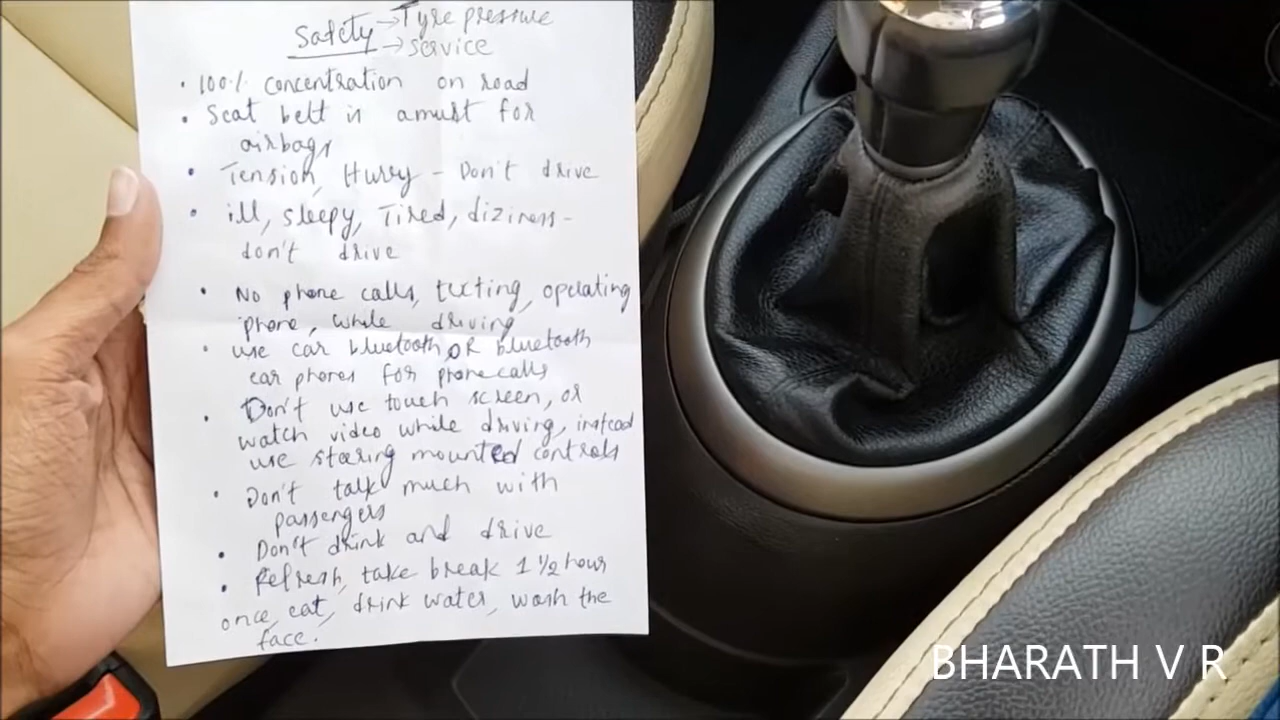 Safety → Tyre pressure
→ service
• 100% concentration on road
• Seat belt is a must for
airbags
• Tension, Hurry - Don't drive
• ill, sleepy, Tired, diziness -
don't drive
• No phone calls, texting, operating
phone, while driving
• use car bluetooth OR bluetooth
ear phones for phone calls
• Don't use touch screen, or
watch video while driving, instead
use stearing mounted controls
• Don't talk much with
passengers
• Don't drink and drive
• Refresh, take break 1 1/2 hour
once, eat, drink water, wash the
face.
BHARATH V R